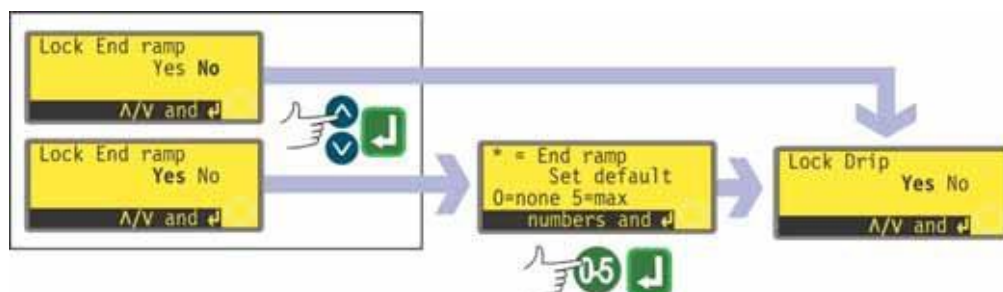 Lock End ramp
Yes No
∧/∨ and ↲
Lock End ramp
Yes No
∧/∨ and ↲
* = End ramp
Set default
0=none 5=max
numbers and ↲
0-5
Lock Drip
Yes No
∧/∨ and ↲